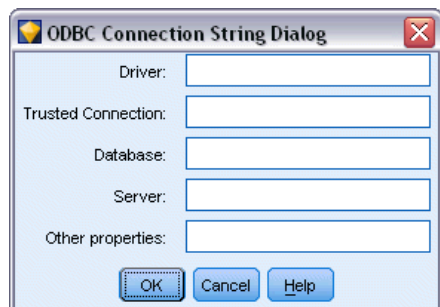 ODBC Connection String Dialog
Driver:
Trusted Connection:
Database:
Server:
Other properties:
OK Cancel Help